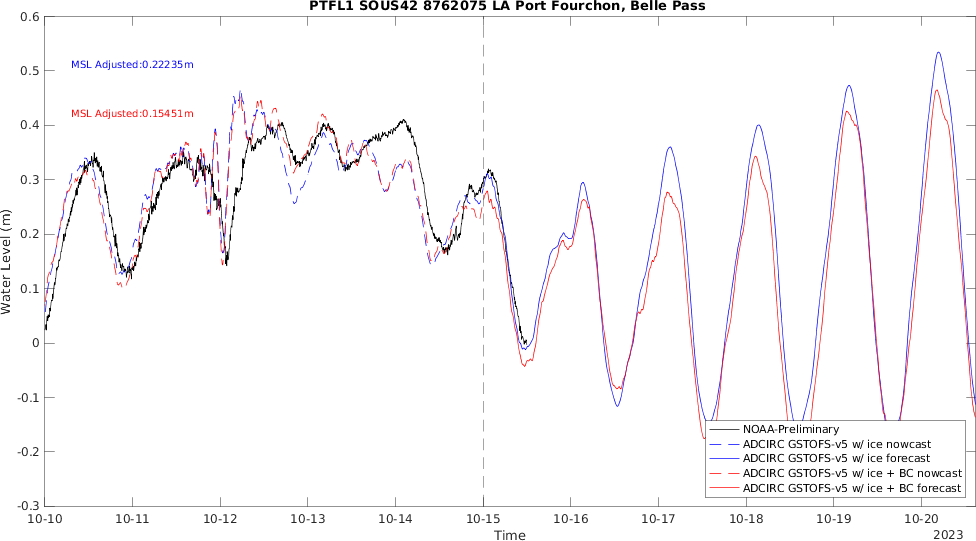 PTFL1 SOUS42 8762075 LA Port Fourchon, Belle Pass
0.6
0.5
0.4
0.3
0.2
0.1
0
-0.1
-0.2
-0.3
Water Level (m)
MSL Adjusted:0.22235m
MSL Adjusted:0.15451m
NOAA-Preliminary
ADCIRC GSTOFS-v5 w/ ice nowcast
ADCIRC GSTOFS-v5 w/ ice forecast
ADCIRC GSTOFS-v5 w/ ice + BC nowcast
ADCIRC GSTOFS-v5 w/ ice + BC forecast
10-10 10-11 10-12 10-13 10-14 10-15 10-16 10-17 10-18 10-19 10-20
Time
2023